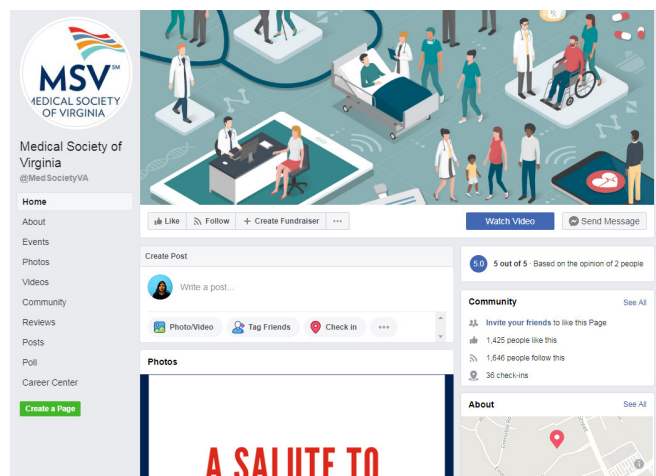 MSV SM
MEDICAL SOCIETY
OF VIRGINIA
Medical Society of
Virginia
@MedSocietyVA
Home
About
Events
Photos
Videos
Community
Reviews
Posts
Poll
Career Center
Create a Page
Like
Follow
+ Create Fundraiser
Watch Video
Send Message
Create Post
Write a post...
Photo/Video
Tag Friends
Check in
Photos
A SALUTE TO
5.0
5 out of 5 · Based on the opinion of 2 people
Community
See All
Invite your friends to like this Page
1,425 people like this
1,646 people follow this
36 check-ins
About
See All